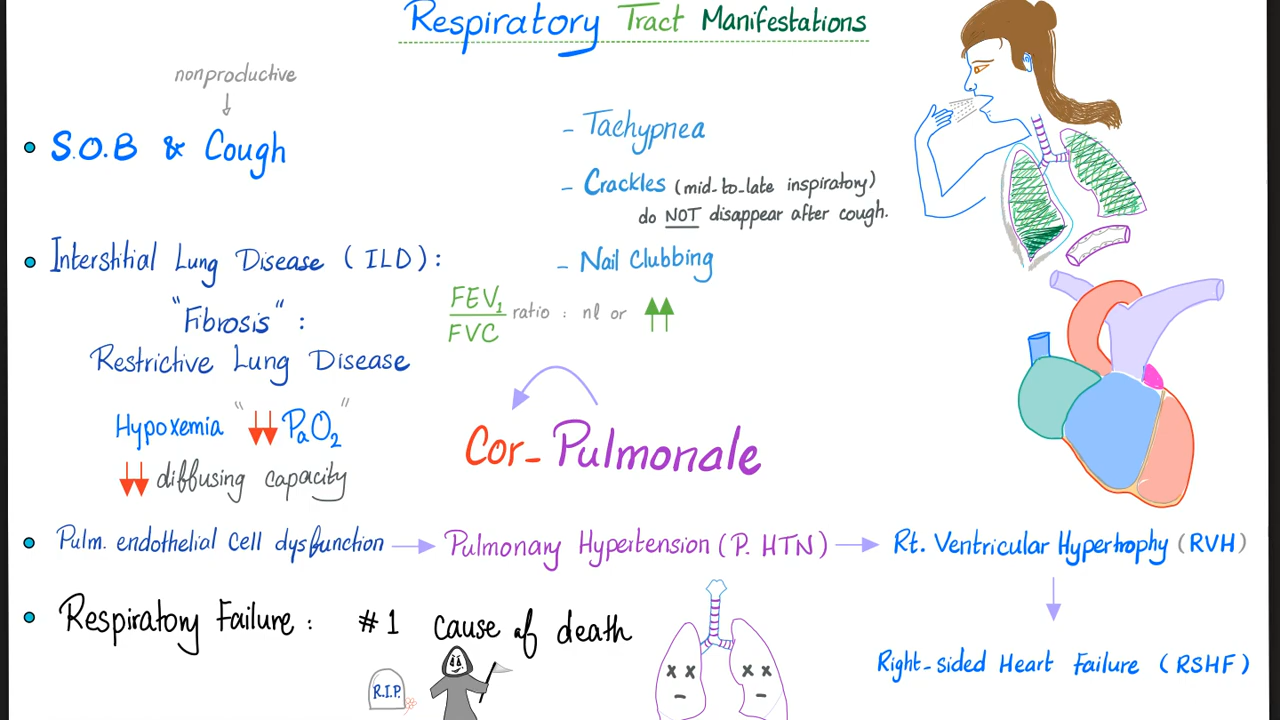 Respiratory Tract Manifestations
nonproductive
S.O.B & Cough
- Tachypnea
- Crackles (mid-to-late inspiratory)
do NOT disappear after cough.
- Nail Clubbing
Interstitial Lung Disease (ILD):
"Fibrosis" :
Restrictive Lung Disease
FEV1
FVC
ratio : nl or ↑↑
Hypoxemia "↓↓ PaO2"
↓↓ diffusing capacity
Cor-Pulmonale
Pulm. endothelial cell dysfunction → Pulmonary Hypertension (P. HTN) → Rt. Ventricular Hypertrophy (RVH)
Right-sided Heart Failure (RSHF)
Respiratory Failure : #1 cause of death
R.I.P.